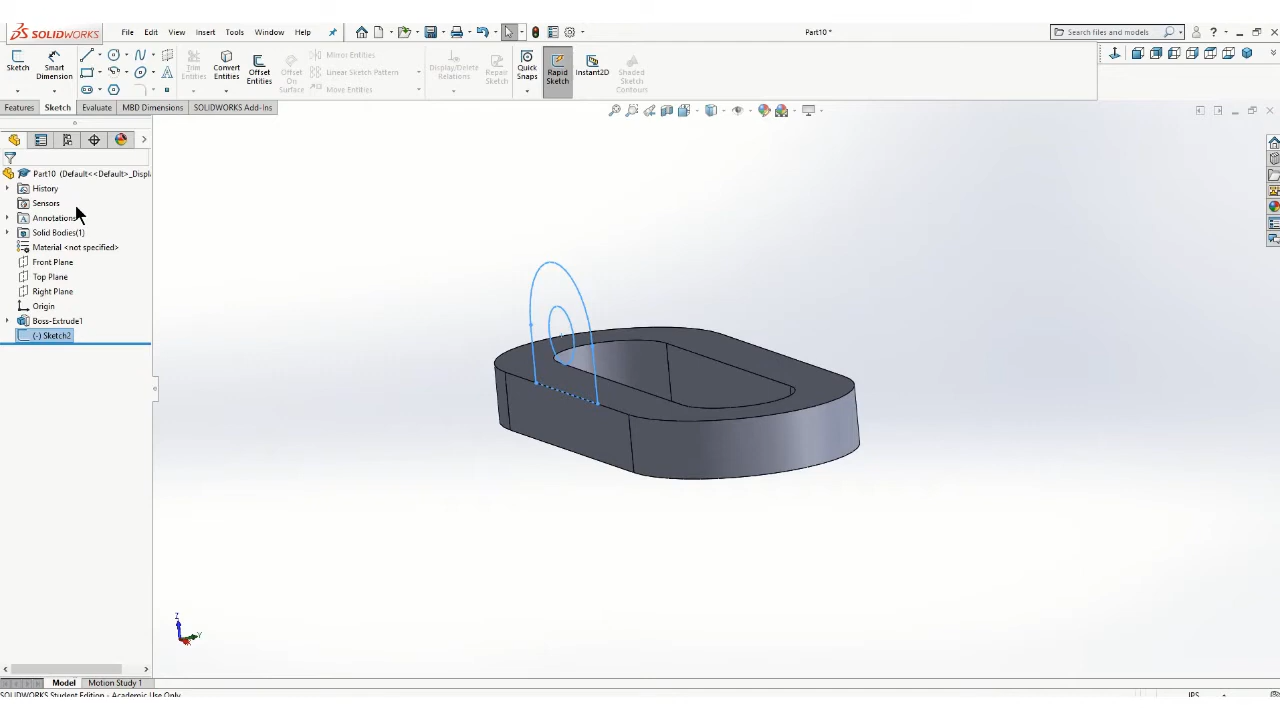 SOLIDWORKS File Edit View Insert Tools Window Help Part10 * Search files and models ?
Sketch Smart Dimension Trim Entities Convert Entities Offset Entities Offset On Surface Mirror Entities Linear Sketch Pattern Move Entities Display/Delete Relations Repair Sketch Quick Snaps Rapid Sketch Instant2D Shaded Sketch Contours
Features Sketch Evaluate MBD Dimensions SOLIDWORKS Add-Ins
Part10 (Default<<Default>_Displa
History
Sensors
Annotations
Solid Bodies(1)
Material <not specified>
Front Plane
Top Plane
Right Plane
Origin
Boss-Extrude1
(-) Sketch2
Z
Y
X
Model Motion Study 1
SOLIDWORKS Student Edition - Academic Use Only IPS